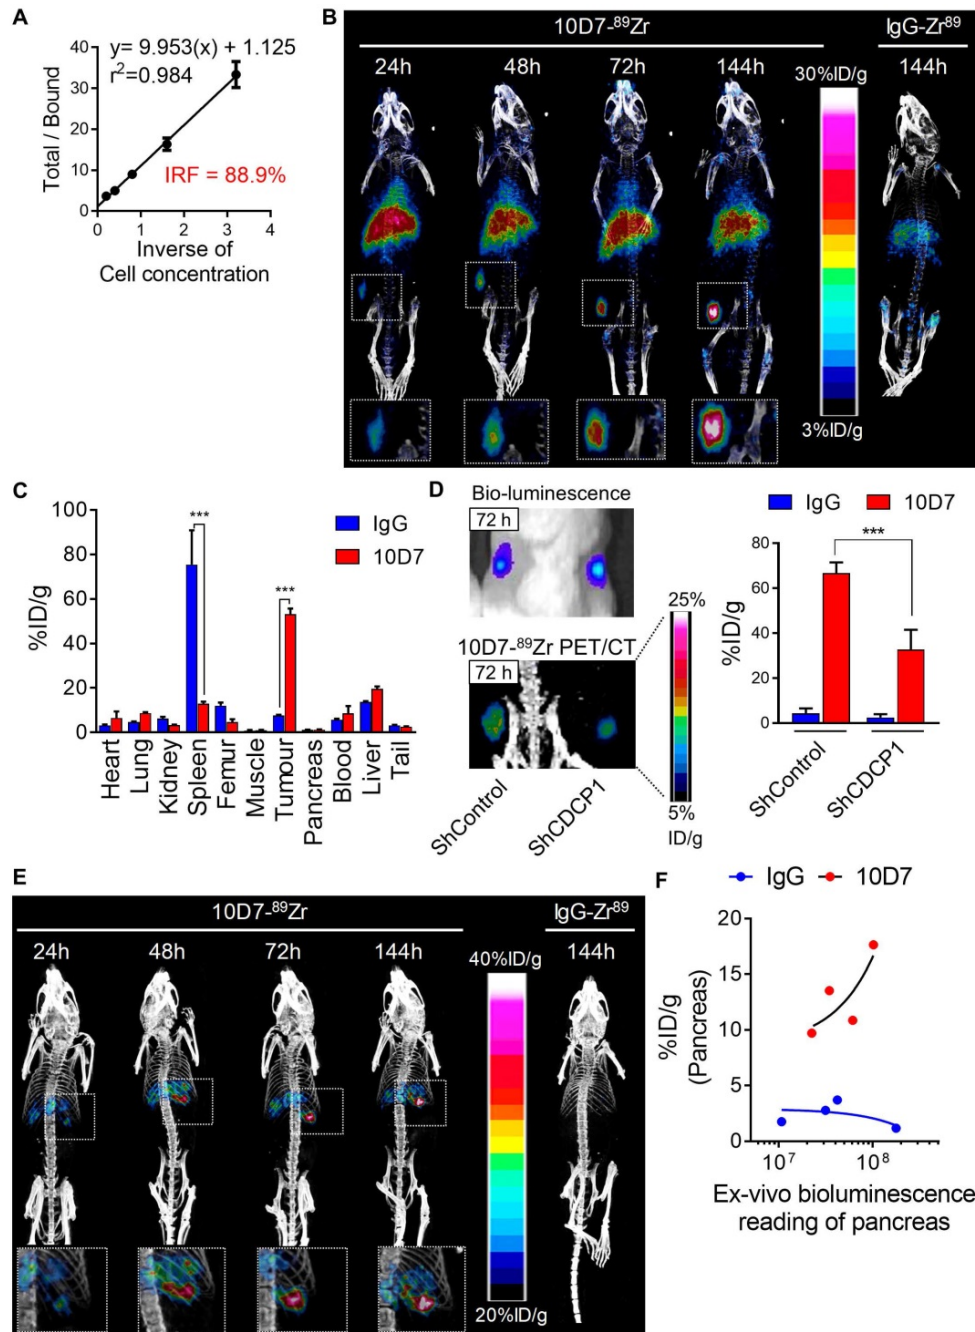 A
y= 9.953(x) + 1.125
r²=0.984
40
30
20
10
0
Total / Bound
IRF = 88.9%
0 1 2 3 4
Inverse of
Cell concentration
B
10D7-⁸⁹Zr
IgG-Zr⁸⁹
24h 48h 72h 144h 144h
30%ID/g
3%ID/g
C
100
80
60
40
20
0
%ID/g
***
***
IgG
10D7
Heart
Lung
Kidney
Spleen
Femur
Muscle
Tumour
Pancreas
Blood
Liver
Tail
D
Bio-luminescence
72 h
10D7-⁸⁹Zr PET/CT
72 h
ShControl
ShCDCP1
25%
5%
ID/g
IgG 10D7
80
60
40
20
0
%ID/g
***
ShControl
ShCDCP1
E
10D7-⁸⁹Zr
IgG-Zr⁸⁹
24h 48h 72h 144h 144h
40%ID/g
20%ID/g
F
IgG 10D7
20
15
10
5
0
%ID/g
(Pancreas)
10⁷ 10⁸
Ex-vivo bioluminescence
reading of pancreas